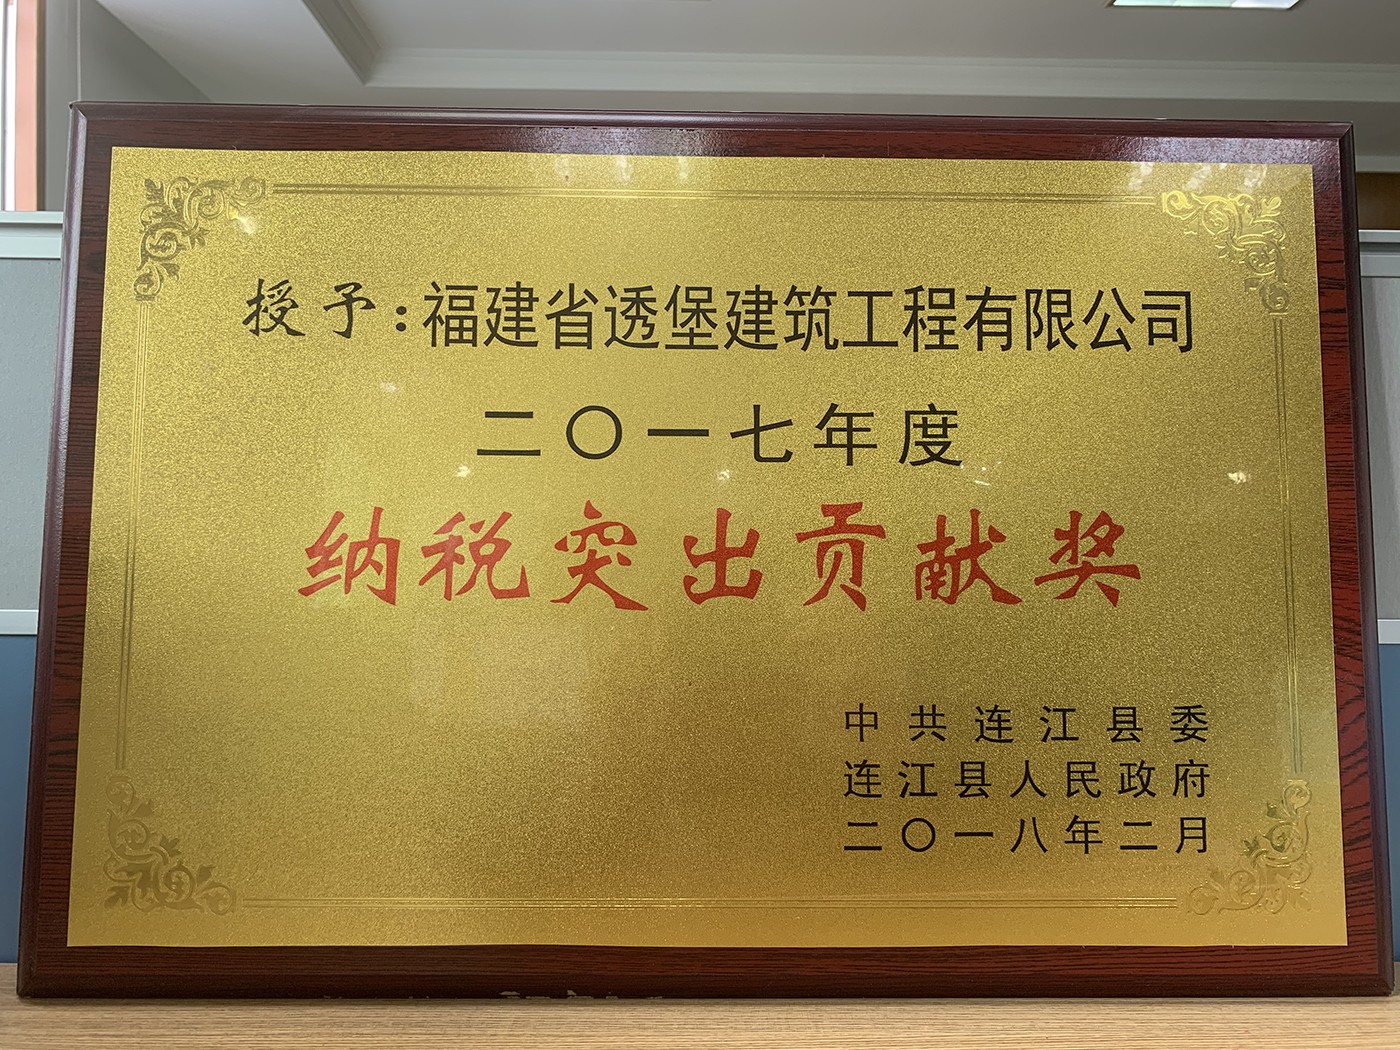 授予:福建省透堡建筑工程有限公司
二〇一七年度
纳税突出贡献奖
中共连江县委
连江县人民政府
二〇一八年二月